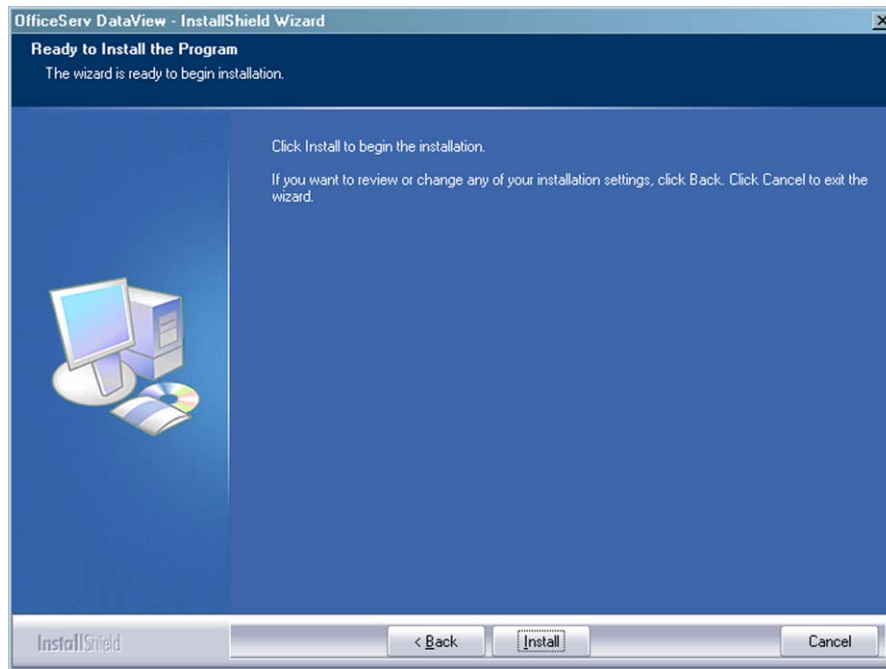 OfficeServ DataView - InstallShield Wizard
Ready to Install the Program
The wizard is ready to begin installation.
Click Install to begin the installation.
If you want to review or change any of your installation settings, click Back. Click Cancel to exit the
wizard.
InstallShield
< Back
Install
Cancel